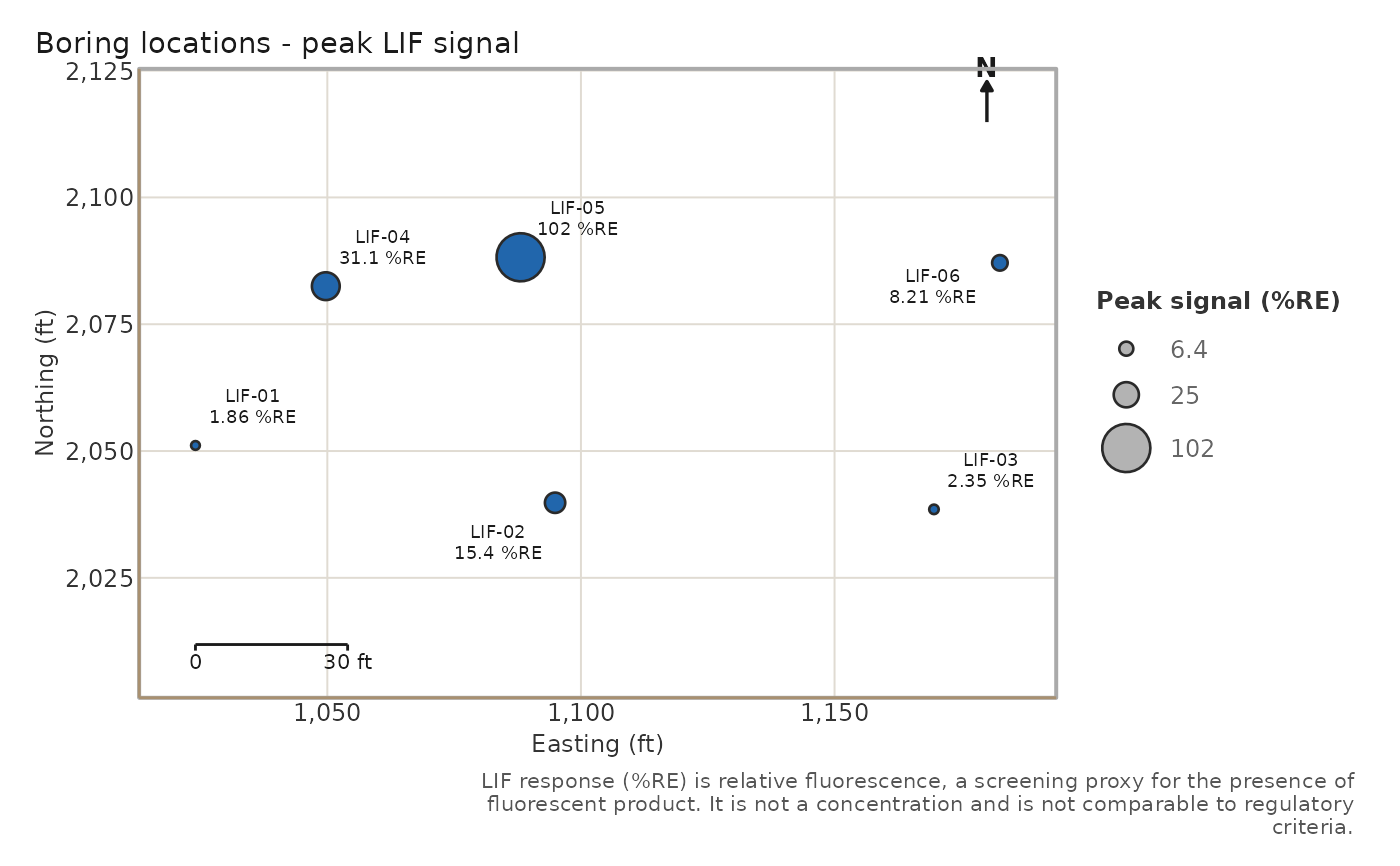 Boring locations - peak LIF signal
2,125
N
2,100
LIF-05
102 %RE
LIF-04
31.1 %RE
LIF-06
8.21 %RE
Peak signal (%RE)
6.4
25
102
2,075
Northing (ft)
LIF-01
1.86 %RE
2,050
LIF-03
2.35 %RE
LIF-02
15.4 %RE
2,025
0
30 ft
1,050
1,100
1,150
Easting (ft)
LIF response (%RE) is relative fluorescence, a screening proxy for the presence of
fluorescent product. It is not a concentration and is not comparable to regulatory
criteria.